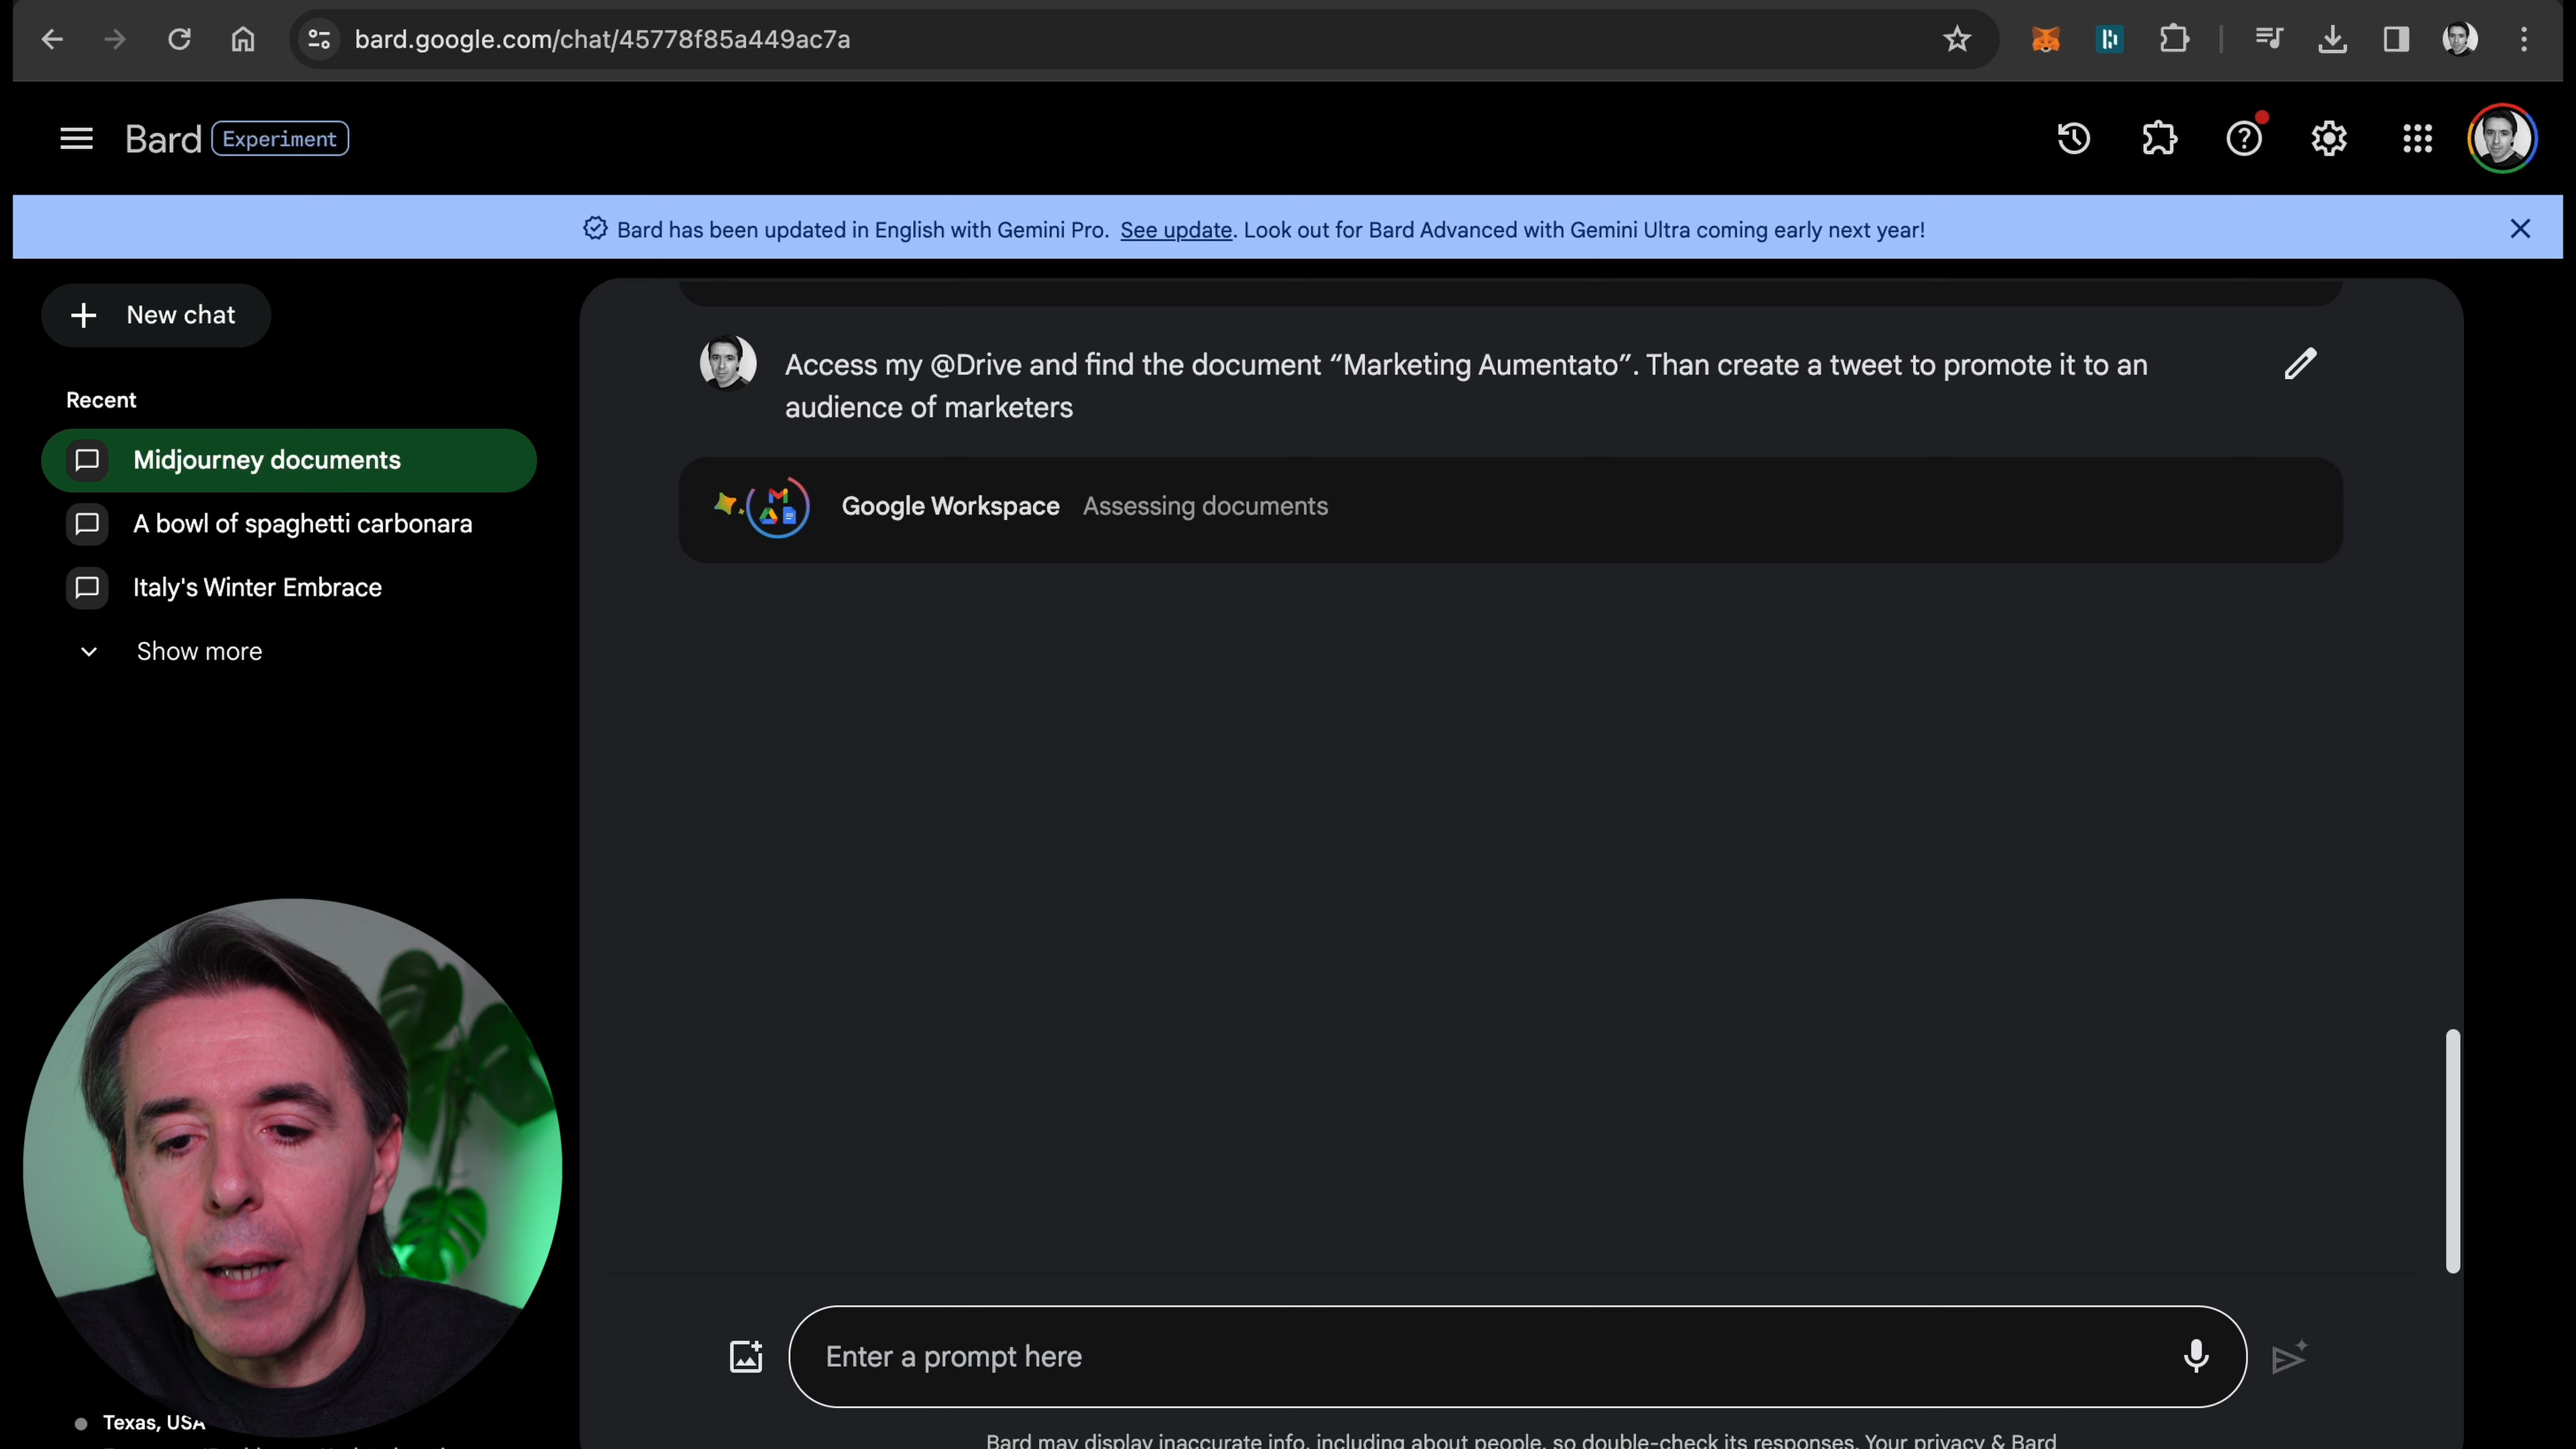 bard.google.com/chat/45778f85a449ac7a
Bard Experiment
Bard has been updated in English with Gemini Pro. See update. Look out for Bard Advanced with Gemini Ultra coming early next year!
New chat
Recent
Midjourney documents
A bowl of spaghetti carbonara
Italy's Winter Embrace
Show more
Texas, USA
Access my @Drive and find the document “Marketing Aumentato”. Than create a tweet to promote it to an
audience of marketers
Google Workspace Assessing documents
Enter a prompt here
Bard may display inaccurate info, including about people, so double-check its responses. Your privacy & Bard